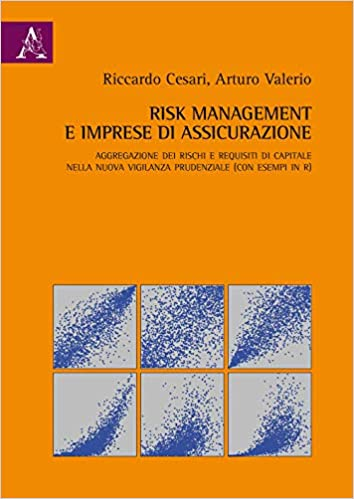 A
Riccardo Cesari, Arturo Valerio
RISK MANAGEMENT
E IMPRESE DI ASSICURAZIONE
AGGREGAZIONE DEI RISCHI E REQUISITI DI CAPITALE
NELLA NUOVA VIGILANZA PRUDENZIALE (CON ESEMPI IN R)